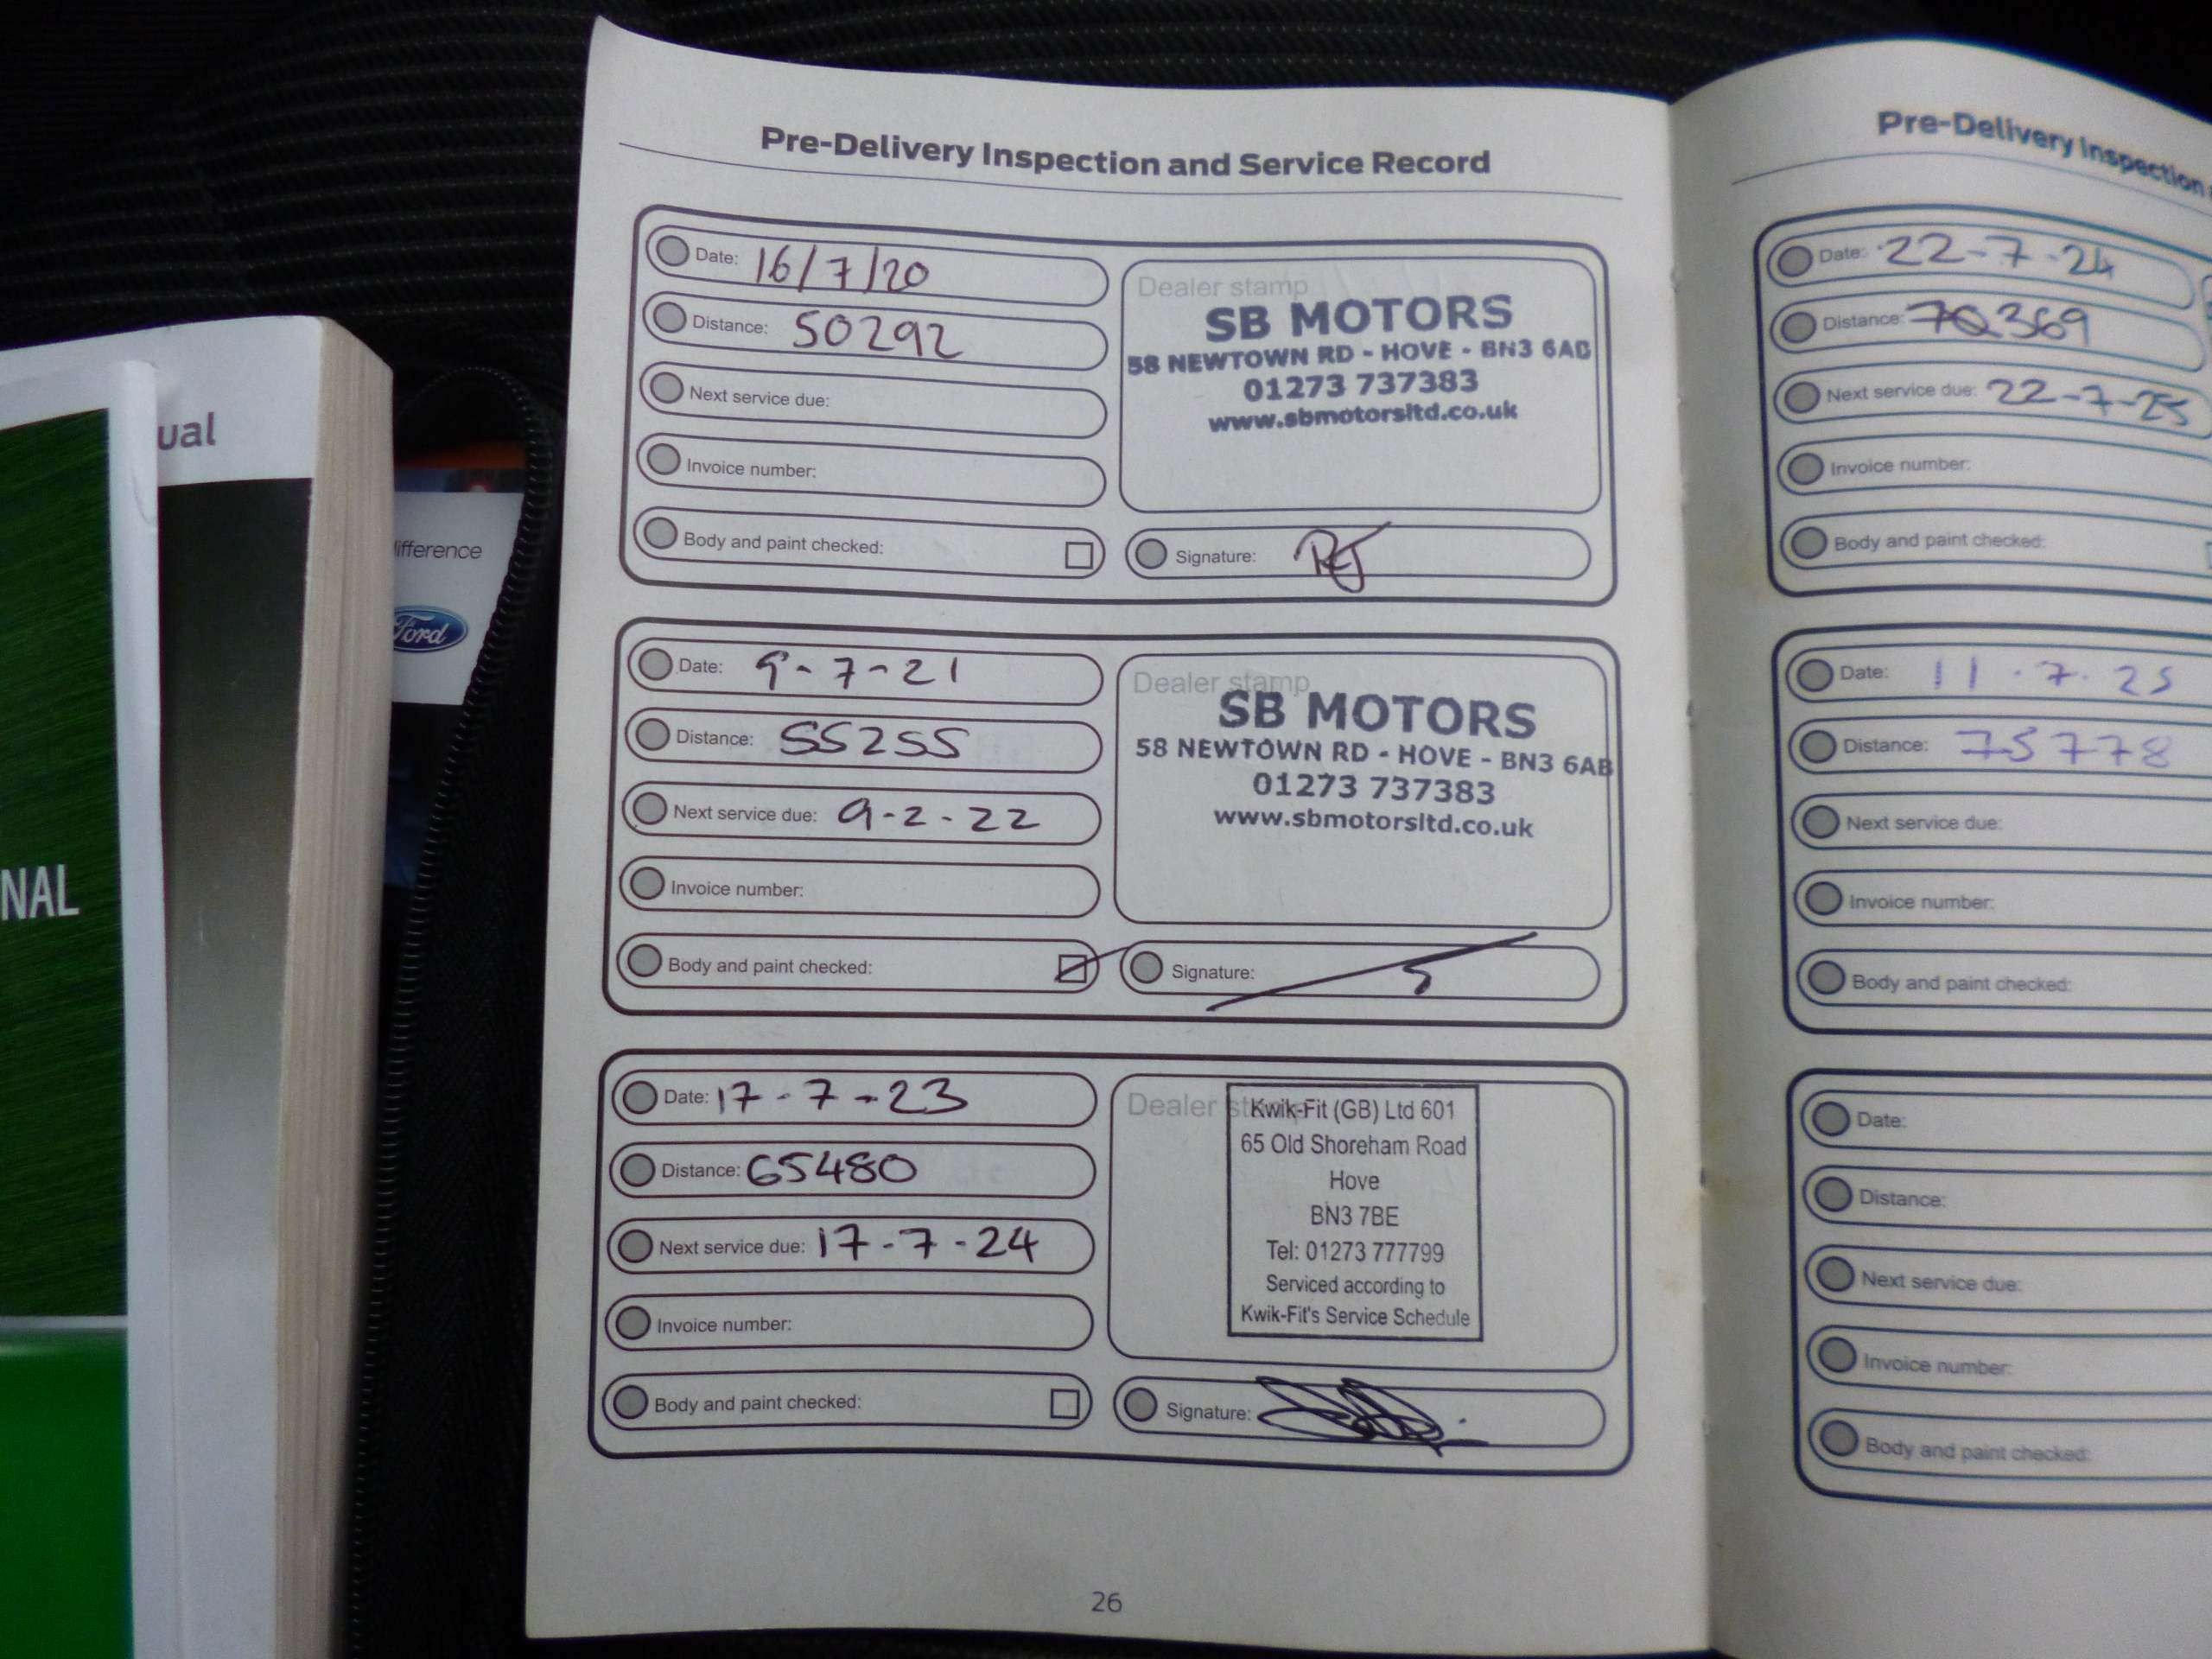 ual
ifference
Ford
NAL
Pre-Delivery Inspection and Service Record
Date: 16/7/20
Distance: 50292
Next service due:
Invoice number:
Body and paint checked:
Dealer stamp
SB MOTORS
58 NEWTOWN RD - HOVE - BN3 6AB
01273 737383
www.sbmotorsltd.co.uk
Signature:
Date: 9-7-21
Distance: 55255
Next service due: 9-2-22
Invoice number:
Body and paint checked:
Dealer stamp
SB MOTORS
58 NEWTOWN RD - HOVE - BN3 6AB
01273 737383
www.sbmotorsltd.co.uk
Signature:
Date: 17-7-23
Distance: 65480
Next service due: 17-7-24
Invoice number:
Body and paint checked:
Dealer st
Kwik-Fit (GB) Ltd 601
65 Old Shoreham Road
Hove
BN3 7BE
Tel: 01273 777799
Serviced according to
Kwik-Fit's Service Schedule
Signature:
26
Pre-Delivery Inspection
Date: 22-7-24
Distance: 70369
Next service due: 22-7-25
Invoice number:
Body and paint checked:
Date: 11.7.25
Distance: 75778
Next service due:
Invoice number:
Body and paint checked:
Date:
Distance:
Next service due:
Invoice number:
Body and paint checked: